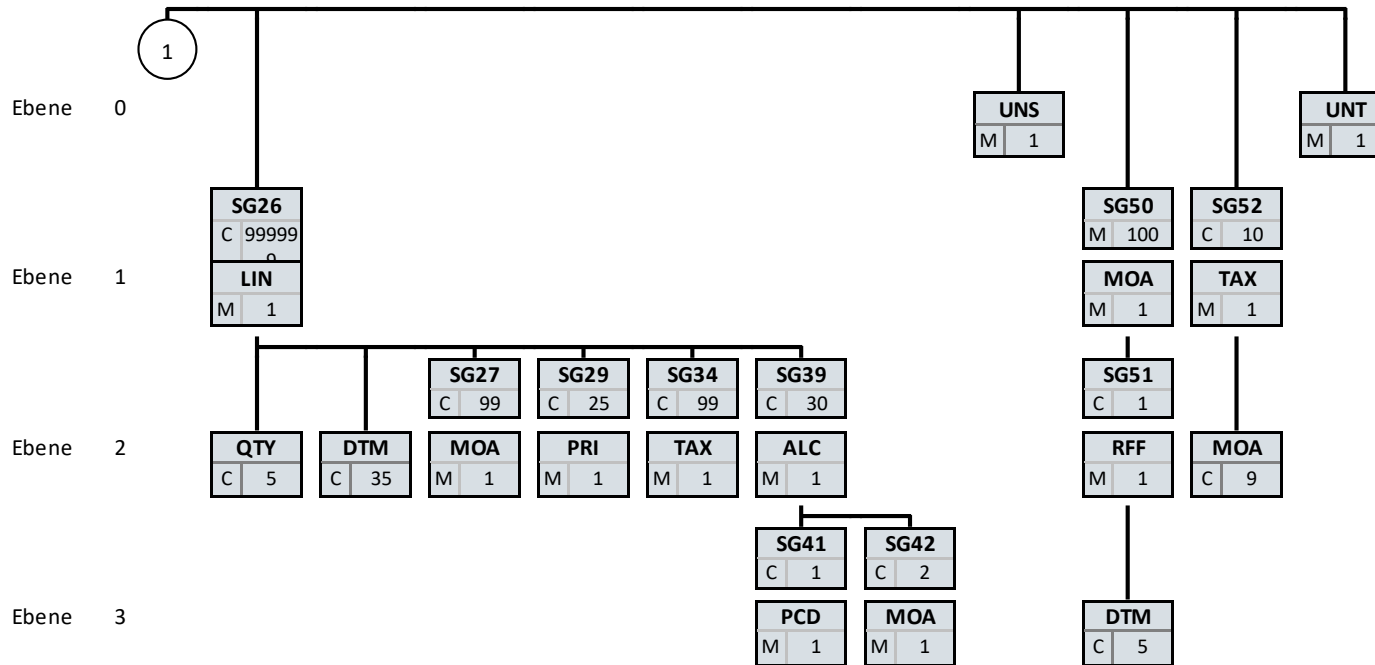 1
Ebene 0
UNS
UNT
M 1
M 1
SG26
SG50
SG52
C 99999
M 100
C 10
Ebene 1
LIN
MOA
TAX
M 1
M 1
M 1
SG27
SG29
SG34
SG39
SG51
C 99
C 25
C 99
C 30
C 1
Ebene 2
QTY
DTM
MOA
PRI
TAX
ALC
RFF
MOA
C 5
C 35
M 1
M 1
M 1
M 1
M 1
C 9
SG41
SG42
C 1
C 2
Ebene 3
PCD
MOA
DTM
M 1
M 1
C 5